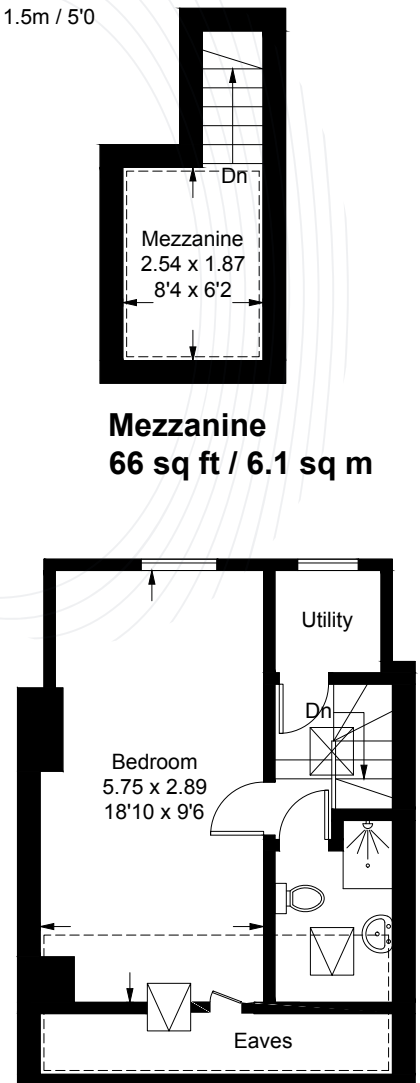 1.5m / 5'0
Dn
Mezzanine
2.54 x 1.87
8'4 x 6'2
Mezzanine
66 sq ft / 6.1 sq m
Utility
Dn
Bedroom
5.75 x 2.89
18'10 x 9'6
Eaves